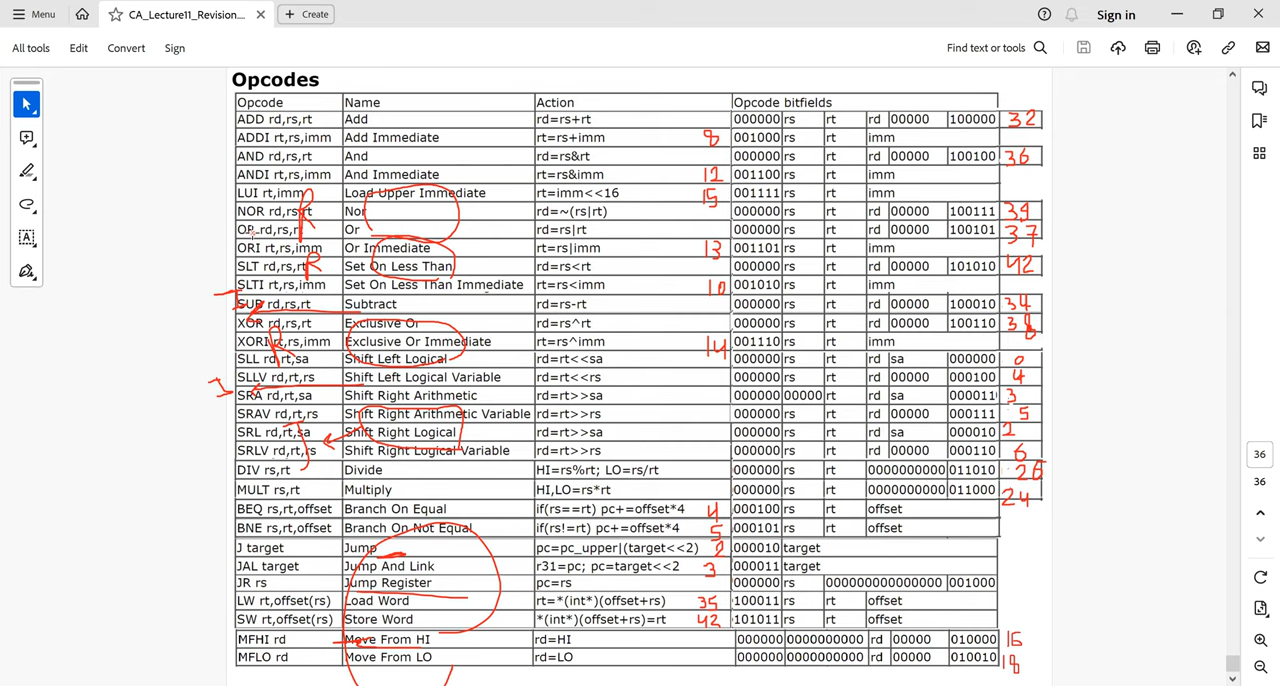 Menu CA_Lecture11_Revision... Create Sign in
All tools Edit Convert Sign Find text or tools
Opcodes
Opcode Name Action Opcode bitfields
ADD rd,rs,rt Add rd=rs+rt 000000 rs rt rd 00000 100000 32
ADDI rt,rs,imm Add Immediate rt=rs+imm 8 001000 rs rt imm
AND rd,rs,rt And rd=rs&rt 000000 rs rt rd 00000 100100 36
ANDI rt,rs,imm And Immediate rt=rs&imm 12 001100 rs rt imm
LUI rt,imm Load Upper Immediate rt=imm<<16 15 001111 rs rt imm
NOR rd,rs,rt R Nor rd=~(rs|rt) 000000 rs rt rd 00000 100111 39
OR rd,rs,rt Or rd=rs|rt 000000 rs rt rd 00000 100101 37
ORI rt,rs,imm Or Immediate rt=rs|imm 13 001101 rs rt imm
SLT rd,rs,rt R Set On Less Than rd=rs<rt 000000 rs rt rd 00000 101010 42
SLTI rt,rs,imm Set On Less Than Immediate rt=rs<imm 10 001010 rs rt imm
I SUB rd,rs,rt Subtract rd=rs-rt 000000 rs rt rd 00000 100010 34
XOR rd,rs,rt Exclusive Or rd=rs^rt 000000 rs rt rd 00000 100110 38
XORI rt,rs,imm R Exclusive Or Immediate rt=rs^imm 14 001110 rs rt imm
SLL rd,rt,sa Shift Left Logical rd=rt<<sa 000000 rs rt rd sa 000000 0
SLLV rd,rt,rs Shift Left Logical Variable rd=rt<<rs 000000 rs rt rd 00000 000100 4
I SRA rd,rt,sa Shift Right Arithmetic rd=rt>>sa 000000 00000 rt rd sa 000011 3
SRAV rd,rt,rs Shift Right Arithmetic Variable rd=rt>>rs 000000 rs rt rd 00000 000111 5
SRL rd,rt,sa J Shift Right Logical rd=rt>>sa 000000 rs rt rd sa 000010 2
SRLV rd,rt,rs Shift Right Logical Variable rd=rt>>rs 000000 rs rt rd 00000 000110 6
DIV rs,rt Divide HI=rs%rt; LO=rs/rt 000000 rs rt 0000000000 011010 26
MULT rs,rt Multiply HI,LO=rs*rt 000000 rs rt 0000000000 011000 24
BEQ rs,rt,offset Branch On Equal if(rs==rt) pc+=offset*4 4 000100 rs rt offset
BNE rs,rt,offset Branch On Not Equal if(rs!=rt) pc+=offset*4 5 000101 rs rt offset
J target Jump pc=pc_upper|(target<<2) 2 000010 target
JAL target Jump And Link r31=pc; pc=target<<2 3 000011 target
JR rs Jump Register pc=rs 000000 rs 000000000000000 001000
LW rt,offset(rs) Load Word rt=*(int*)(offset+rs) 35 100011 rs rt offset
SW rt,offset(rs) Store Word *(int*)(offset+rs)=rt 42 101011 rs rt offset
MFHI rd Move From HI rd=HI 000000 0000000000 rd 00000 010000 16
MFLO rd Move From LO rd=LO 000000 0000000000 rd 00000 010010 18
36
36